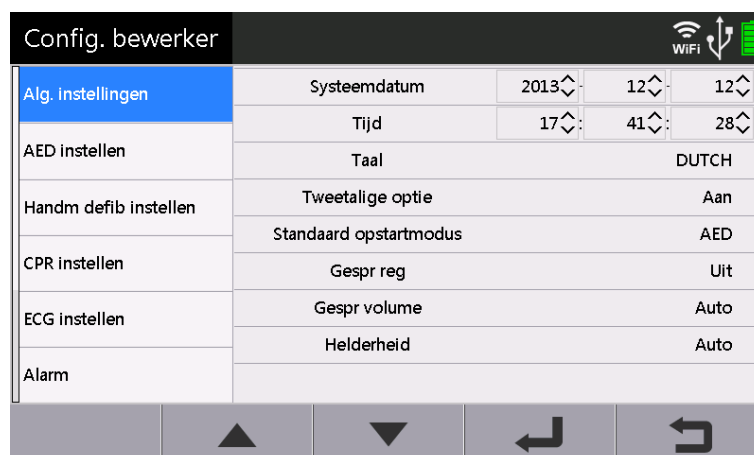 Config. bewerker
WiFi
Alg. instellingen
AED instellen
Handm defib instellen
CPR instellen
ECG instellen
Alarm
Systeemdatum 2013 - 12 - 12
Tijd 17 : 41 : 28
Taal DUTCH
Tweetalige optie Aan
Standaard opstartmodus AED
Gespr reg Uit
Gespr volume Auto
Helderheid Auto